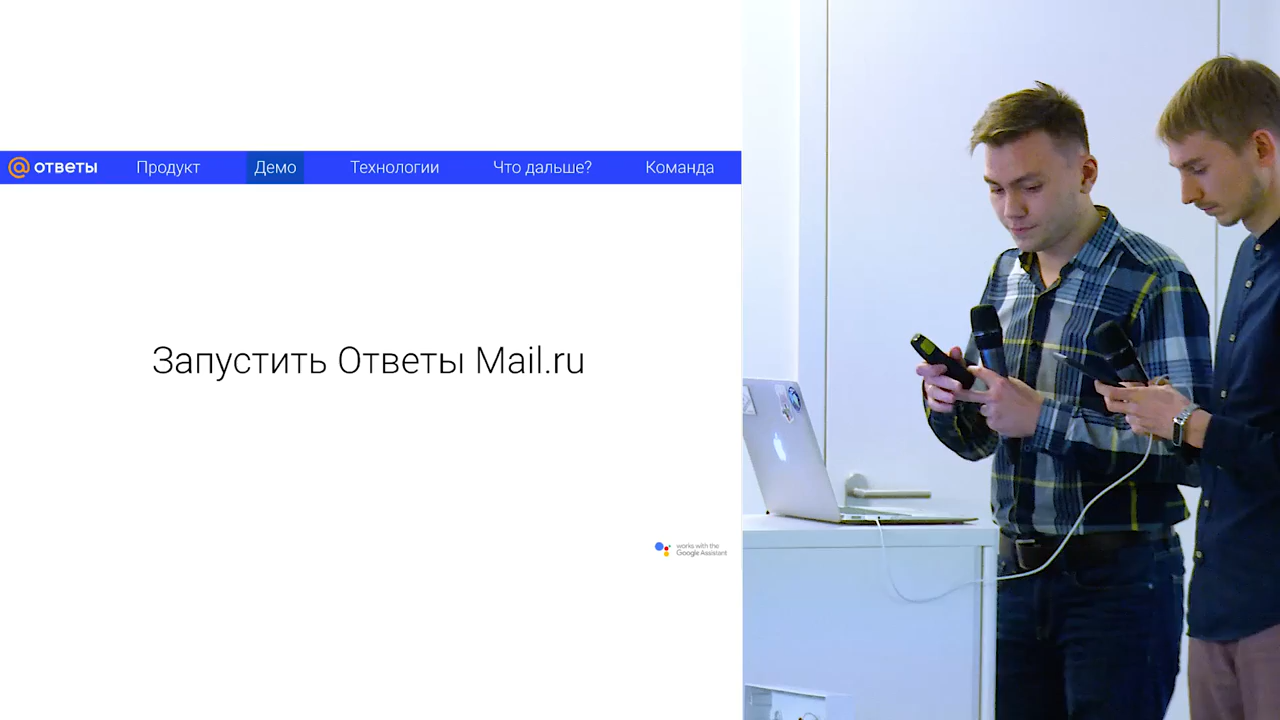 ответы Продукт Демо Технологии Что дальше? Команда
Запустить Ответы Mail.ru
works with the
Google Assistant